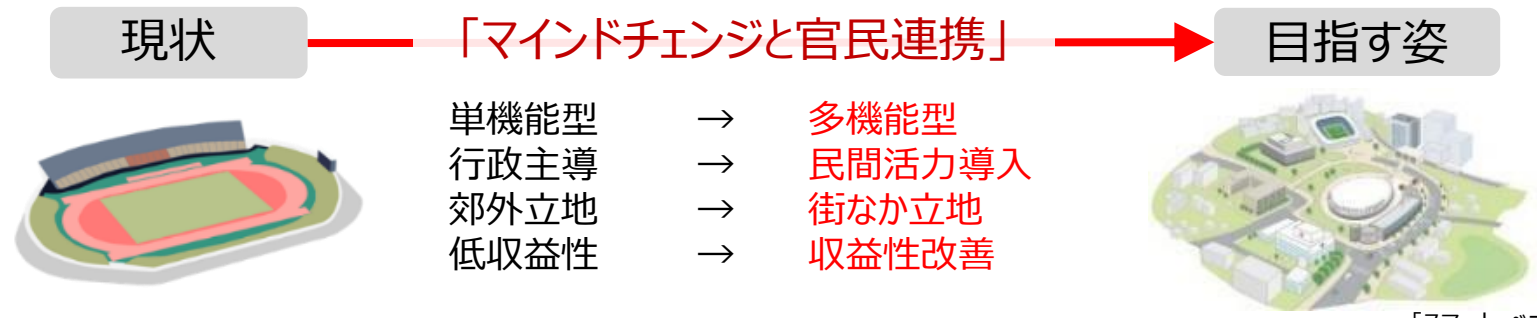 現状 「マインドチェンジと官民連携」 目指す姿
単機能型 → 多機能型
行政主導 → 民間活力導入
郊外立地 → 街なか立地
低収益性 → 収益性改善